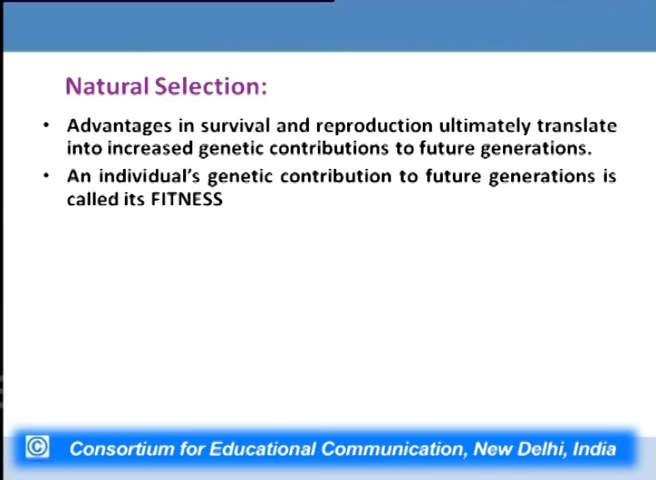 Natural Selection:
• Advantages in survival and reproduction ultimately translate
into increased genetic contributions to future generations.
• An individual's genetic contribution to future generations is
called its FITNESS
© Consortium for Educational Communication, New Delhi, India